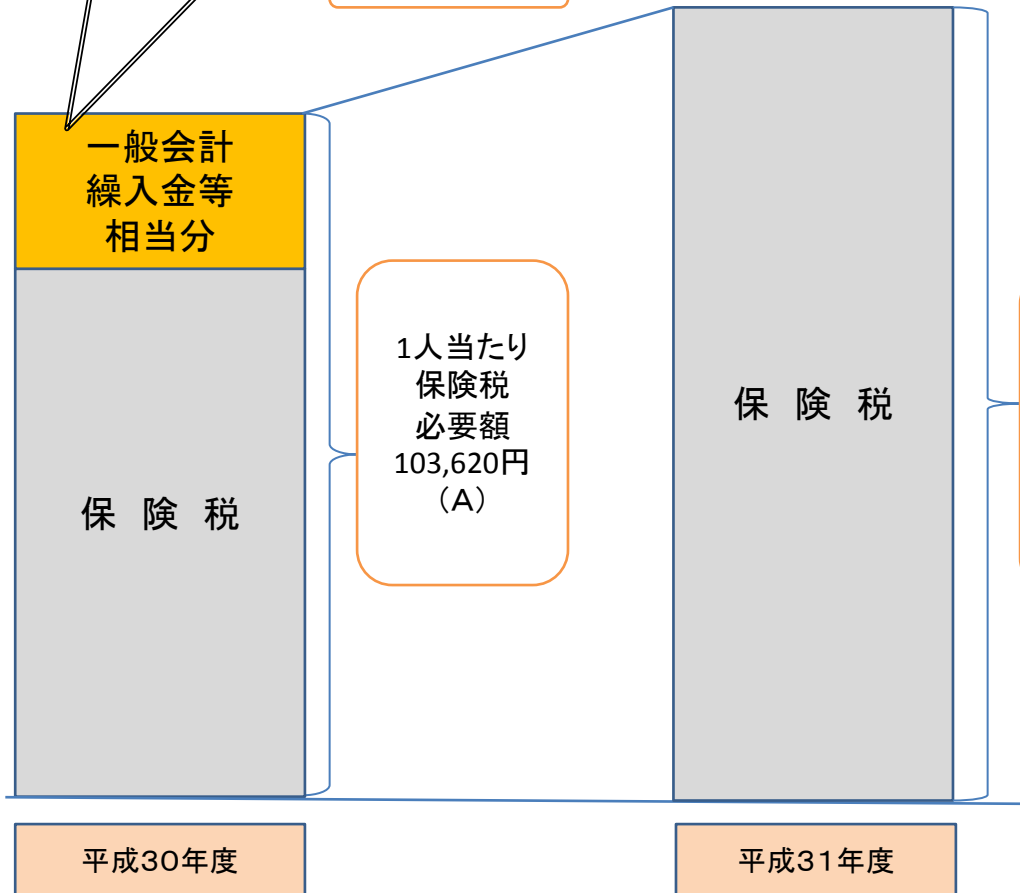 一般会計
繰入金等
相当分
1人当たり
保険税
必要額
103,620円
（A）
保　険　税
保　険　税
平成30年度
平成31年度